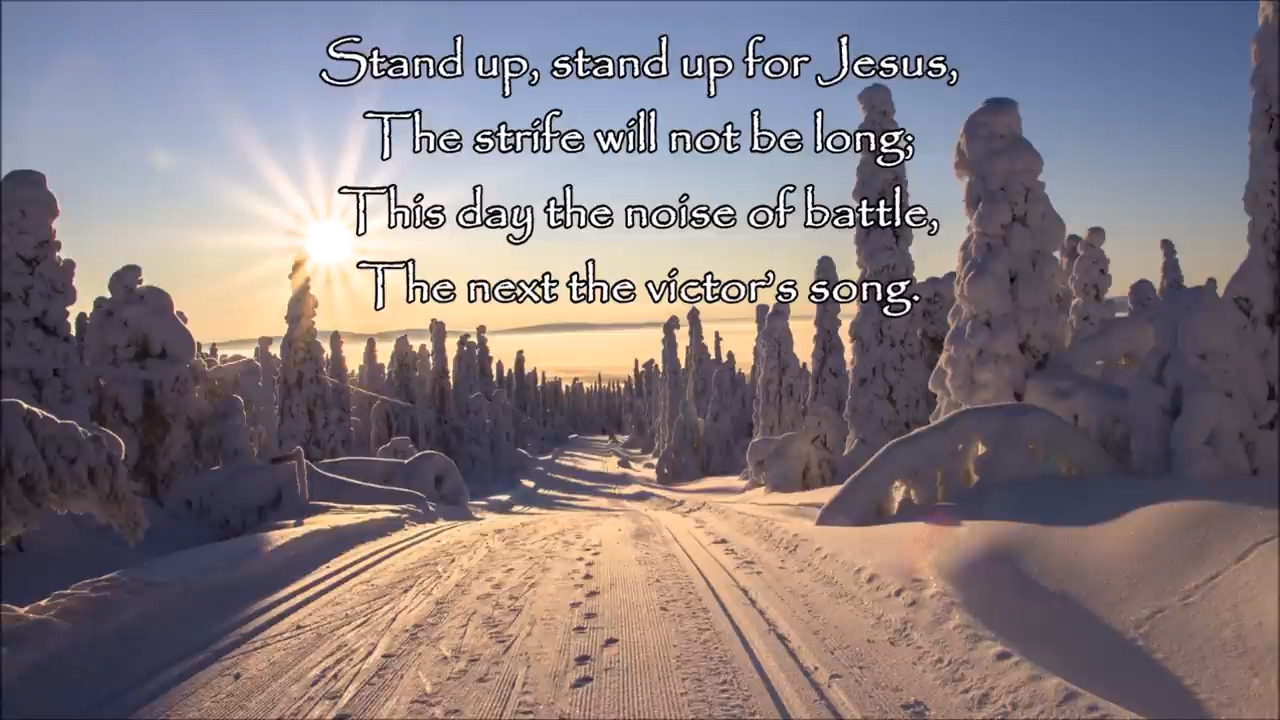 Stand up, stand up for Jesus,
The strife will not be long;
This day the noise of battle,
The next the victor's song.